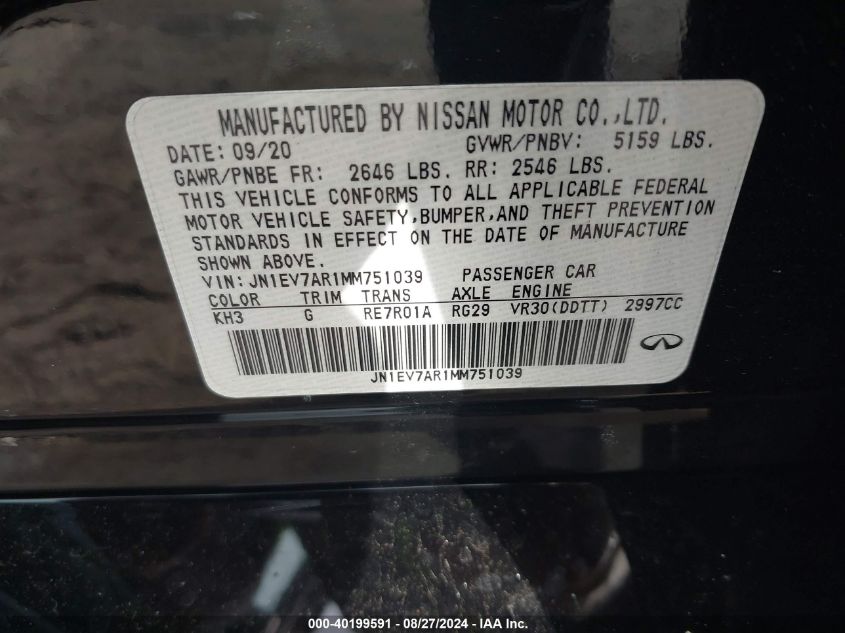 MANUFACTURED BY NISSAN MOTOR CO.,LTD.
DATE: 09/20 GVWR/PNBV: 5159 LBS.
GAWR/PNBE FR: 2646 LBS. RR: 2546 LBS.
THIS VEHICLE CONFORMS TO ALL APPLICABLE FEDERAL
MOTOR VEHICLE SAFETY,BUMPER,AND THEFT PREVENTION
STANDARDS IN EFFECT ON THE DATE OF MANUFACTURE
SHOWN ABOVE.
VIN: JN1EV7AR1MM751039 PASSENGER CAR
COLOR TRIM TRANS AXLE ENGINE
KH3 G RE7R01A RG29 VR30(DDTT) 2997CC
JN1EV7AR1MM751039
000-40199591 - 08/27/2024 - IAA Inc.